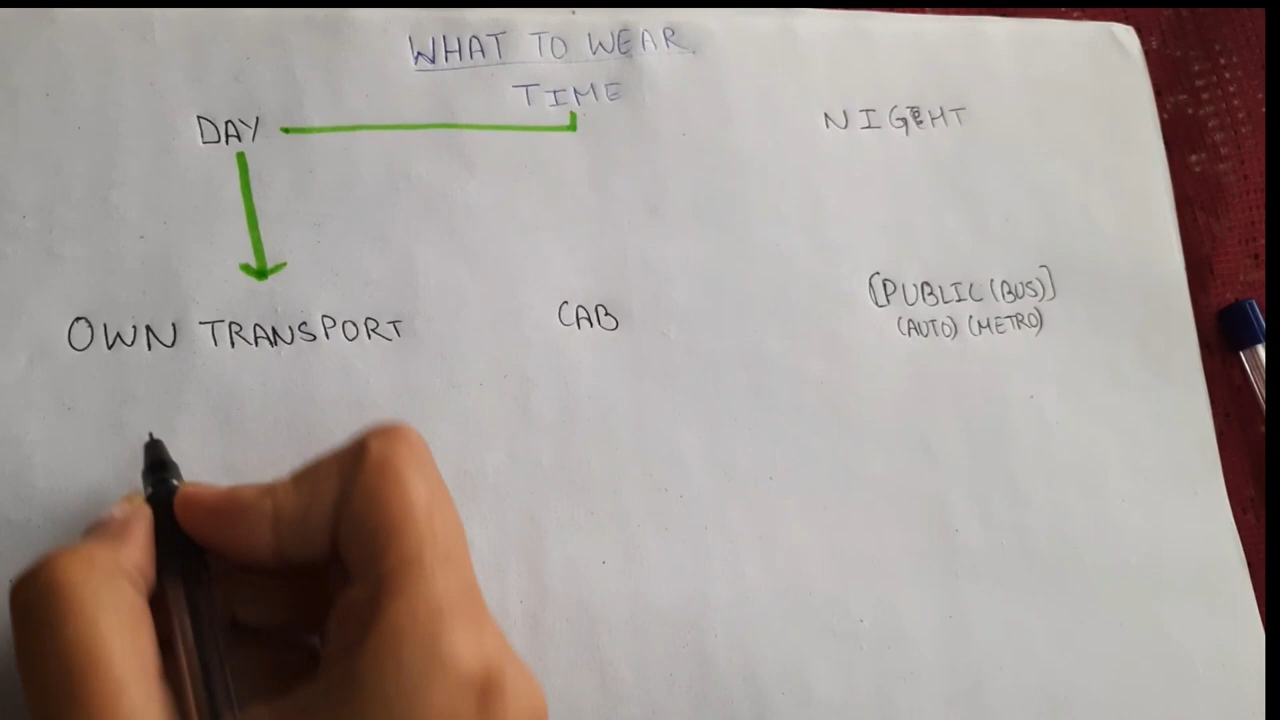 WHAT TO WEAR
TIME
DAY
NIGHT
OWN TRANSPORT
CAB
[PUBLIC (BUS)]
(AUTO) (METRO)